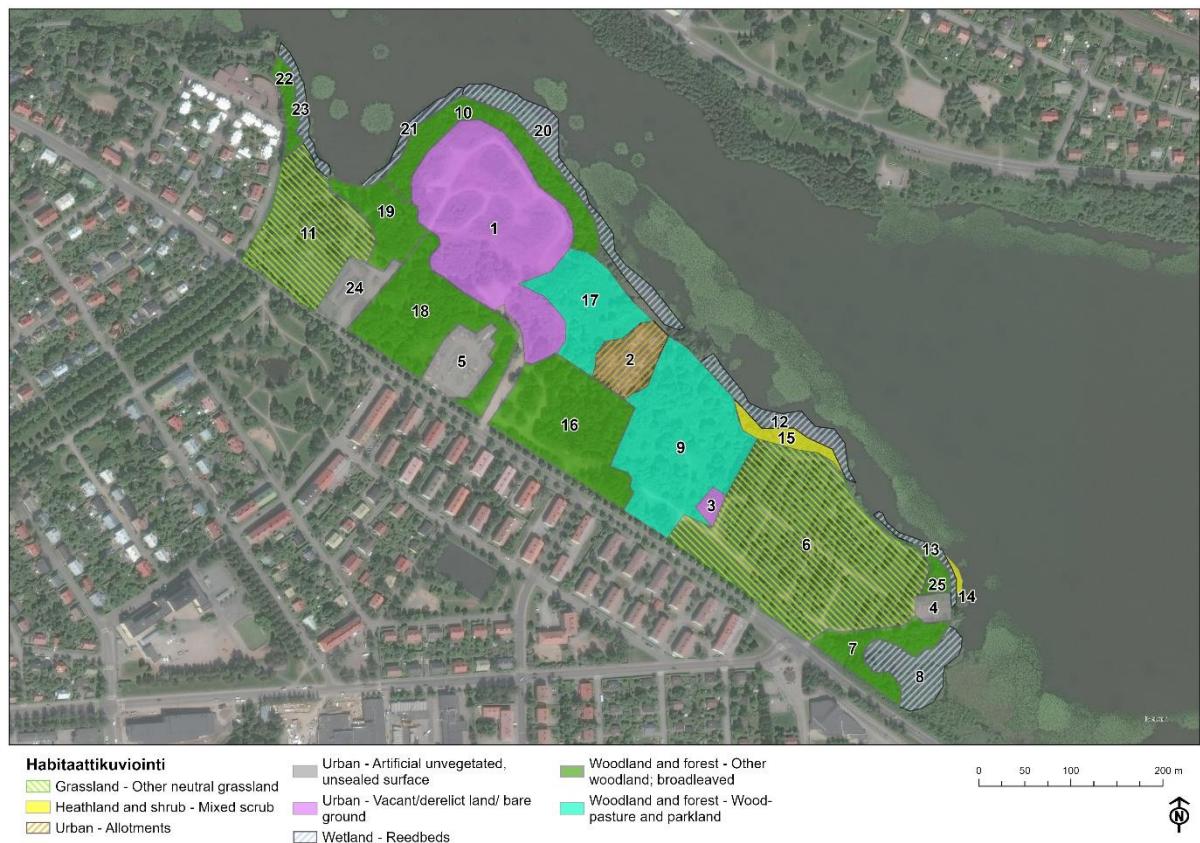 22
23
10
21
20
19
1
11
17
24
18
2
5
12
15
16
9
3
6
13
25
14
4
7
8
Habitaattikuviointi
Grassland - Other neutral grassland
Heathland and shrub - Mixed scrub
Urban - Allotments
Urban - Artificial unvegetated,
unsealed surface
Urban - Vacant/derelict land/ bare
ground
Wetland - Reedbeds
Woodland and forest - Other
woodland; broadleaved
Woodland and forest - Wood-
pasture and parkland
0 50 100 200 m
N